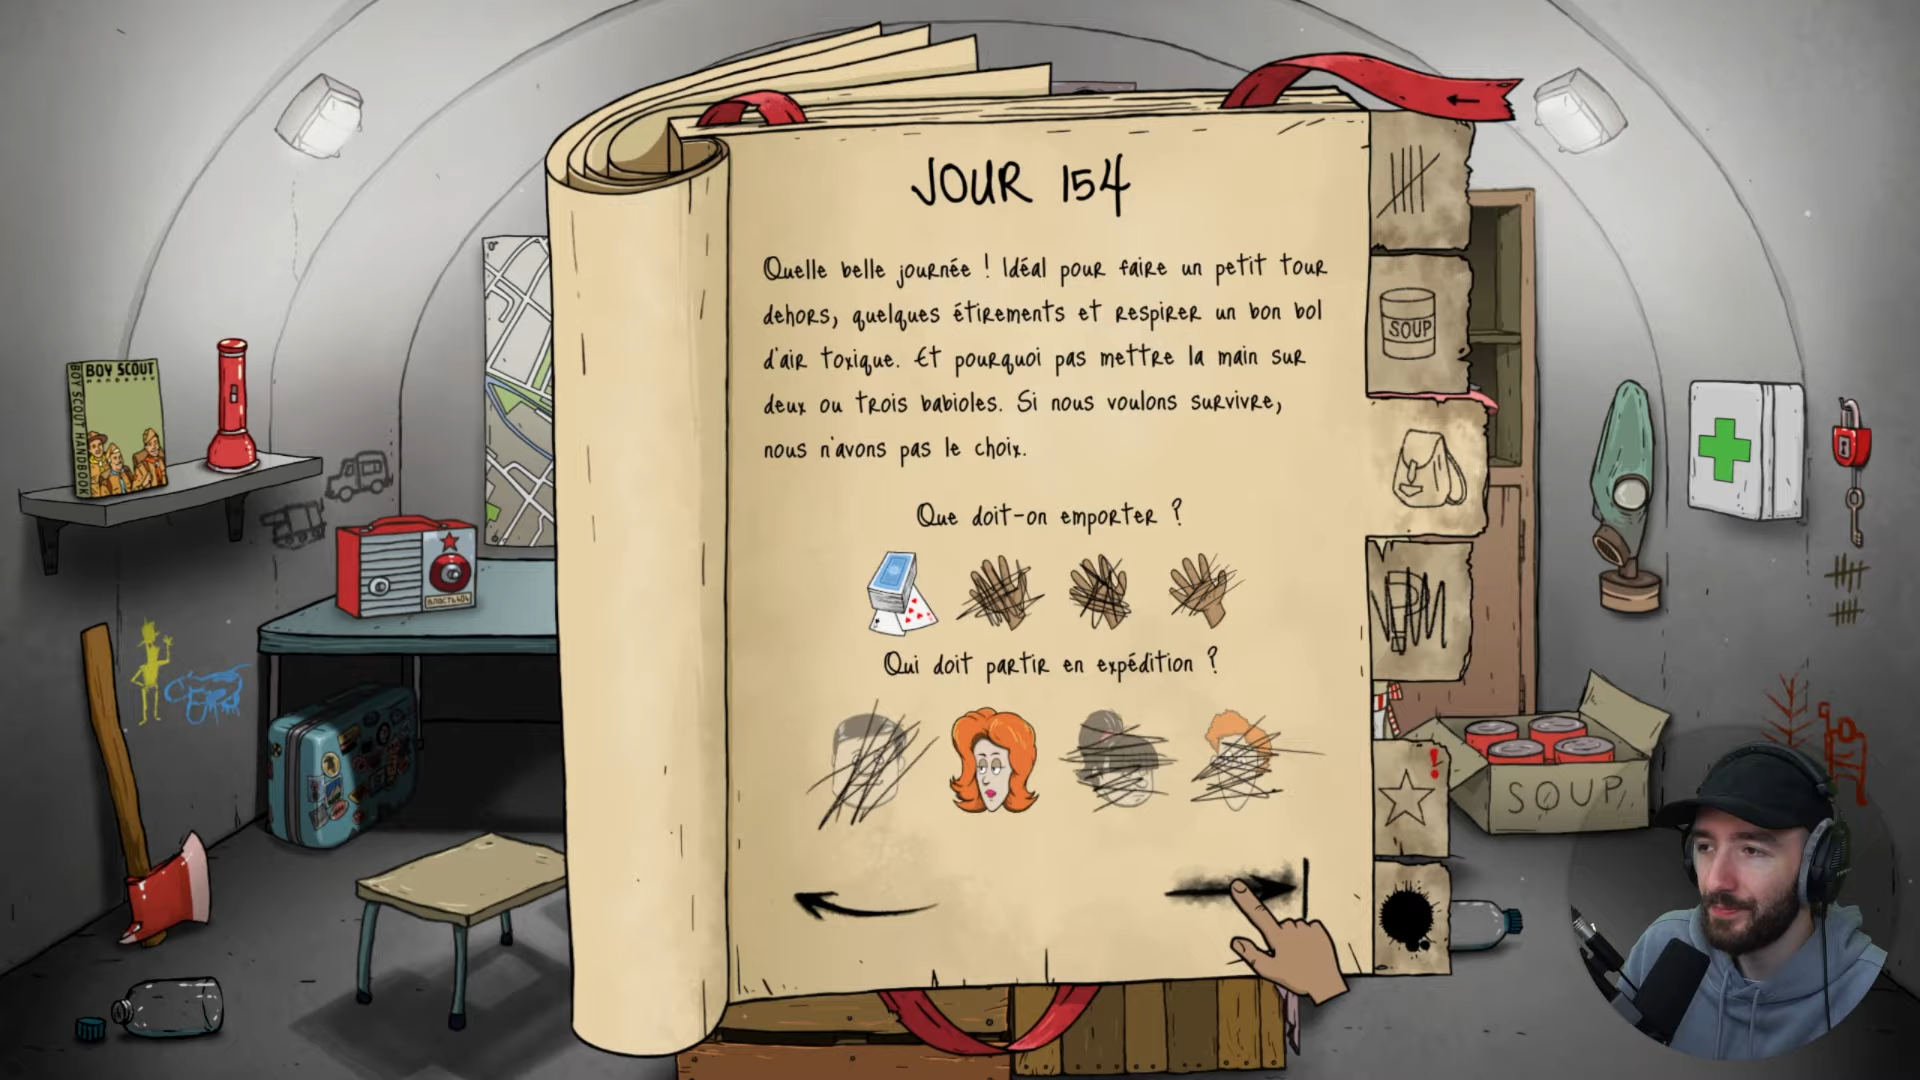 JOUR 154
Quelle belle journée ! Idéal pour faire un petit tour
dehors, quelques étirements et respirer un bon bol
d'air toxique. Et pourquoi pas mettre la main sur
deux ou trois babioles. Si nous voulons survivre,
nous n'avons pas le choix.
Que doit-on emporter ?
Qui doit partir en expédition ?
SOUP
BOY SCOUT
HANDBOOK
BOY SCOUT HANDBOOK
SOUP